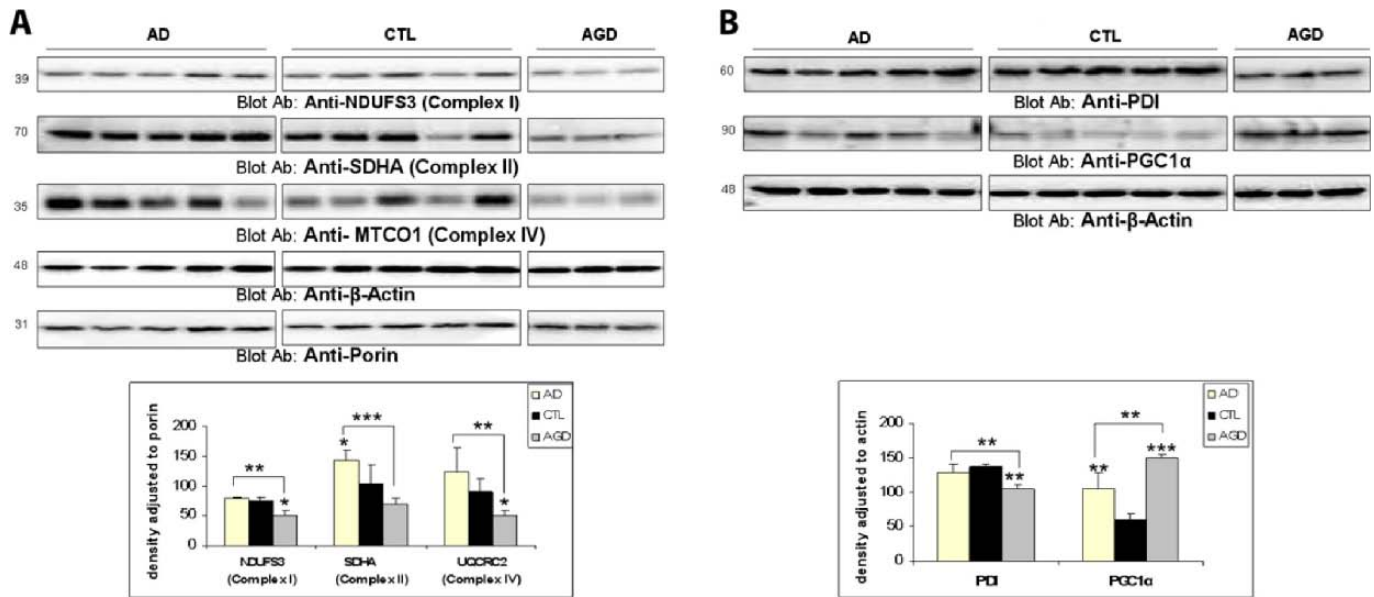 A
AD CTL AGD
39
Blot Ab: Anti-NDUFS3 (Complex I)
70
Blot Ab: Anti-SDHA (Complex II)
35
Blot Ab: Anti- MTCO1 (Complex IV)
48
Blot Ab: Anti-β-Actin
31
Blot Ab: Anti-Porin
density adjusted to porin
AD
CTL
AGD
200
150
100
50
0
** * * *** ** *
NDUFS3 SDHA UQCRC2
(Complex I) (Complex II) (Complex IV)
B
AD CTL AGD
60
Blot Ab: Anti-PDI
90
Blot Ab: Anti-PGC1α
48
Blot Ab: Anti-β-Actin
density adjusted to actin
AD
CTL
AGD
200
150
100
50
0
** ** ** ** ***
PDI PGC1α